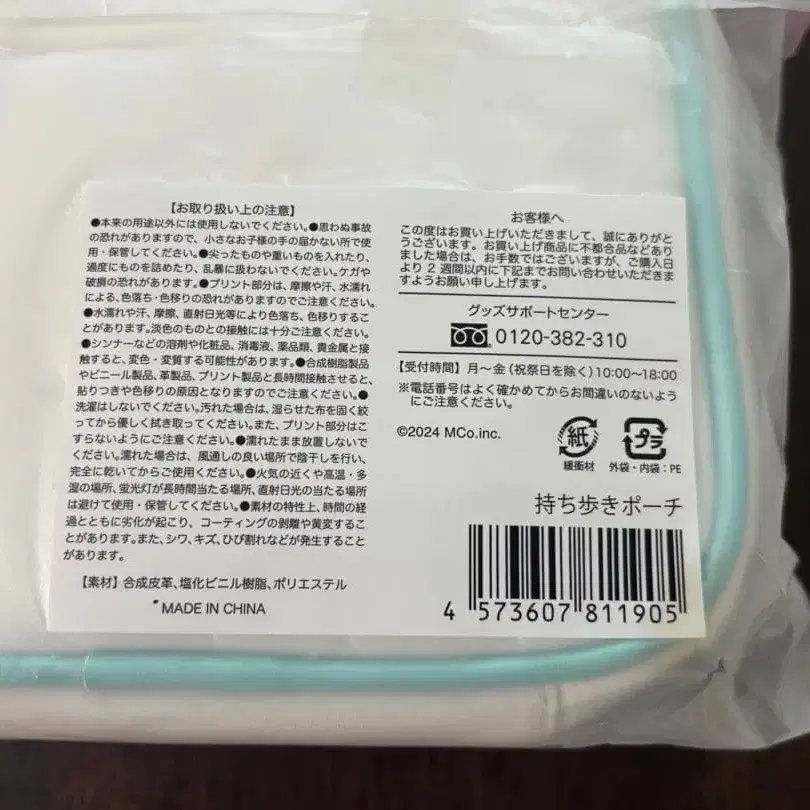 【お取り扱い上の注意】
●本来の用途以外には使用しないでください。●思わぬ事故
の恐れがありますので、小さなお子様の手の届かない所で使
用・保管してください。●尖ったものや重いものを入れたり、
過度にものを詰めたり、乱暴に扱わないでください。ケガや
破損の恐れがあります。●プリント部分は、摩擦や汗、水濡れ
による、色落ち・色移りの恐れがありますのでご注意ください。
●水濡れや汗、摩擦、直射日光等により色落ち、色移りするこ
とがあります。淡色のものとの接触には十分ご注意ください。
●シンナーなどの溶剤や化粧品、消毒液、薬品類、貴金属と接
触すると、変色・変質する可能性があります。●合成樹脂製品
やビニール製品、革製品、プリント製品と長時間接触させると、
貼りつきや色移りの原因となりますのでご注意ください。●
洗濯はしないでください。汚れた場合は、湿らせた布を固く絞
ってから優しく拭き取ってください。また、プリント部分はこ
すらないようにご注意ください。●濡れたまま放置しないで
ください。濡れた場合は、風通しの良い場所で陰干しを行い、
完全に乾いてからご使用ください。●火気の近くや高温・多
湿の場所、蛍光灯が長時間当たる場所、直射日光の当たる場所
は避けて使用・保管してください。●素材の特性上、時間の経
過とともに劣化が起こり、コーティングの剥離や黄変するこ
とがあります。また、シワ、キズ、ひび割れなどが発生すること
があります。
【素材】合成皮革、塩化ビニル樹脂、ポリエステル
MADE IN CHINA
お客様へ
この度はお買い上げいただきまして、誠にありがと
うございます。お買い上げ商品に不都合品などあり
ました場合は、お手数ではございますが、ご購入日
より2週間以内に下記までお問い合わせいただきま
すようお願い申し上げます。
グッズサポートセンター
0120-382-310
【受付時間】月〜金(祝祭日を除く)10:00〜18:00
※電話番号はよく確かめてからお間違いのないよう
にご注意ください。
©2024 MCo.inc.
紙
緩衝材
プラ
外袋・内袋:PE
持ち歩きポーチ
4 573607 811905